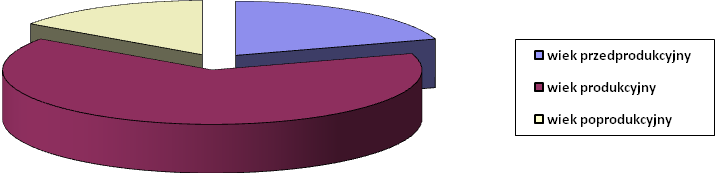 wiek przedprodukcyjny
wiek produkcyjny
wiek poprodukcyjny